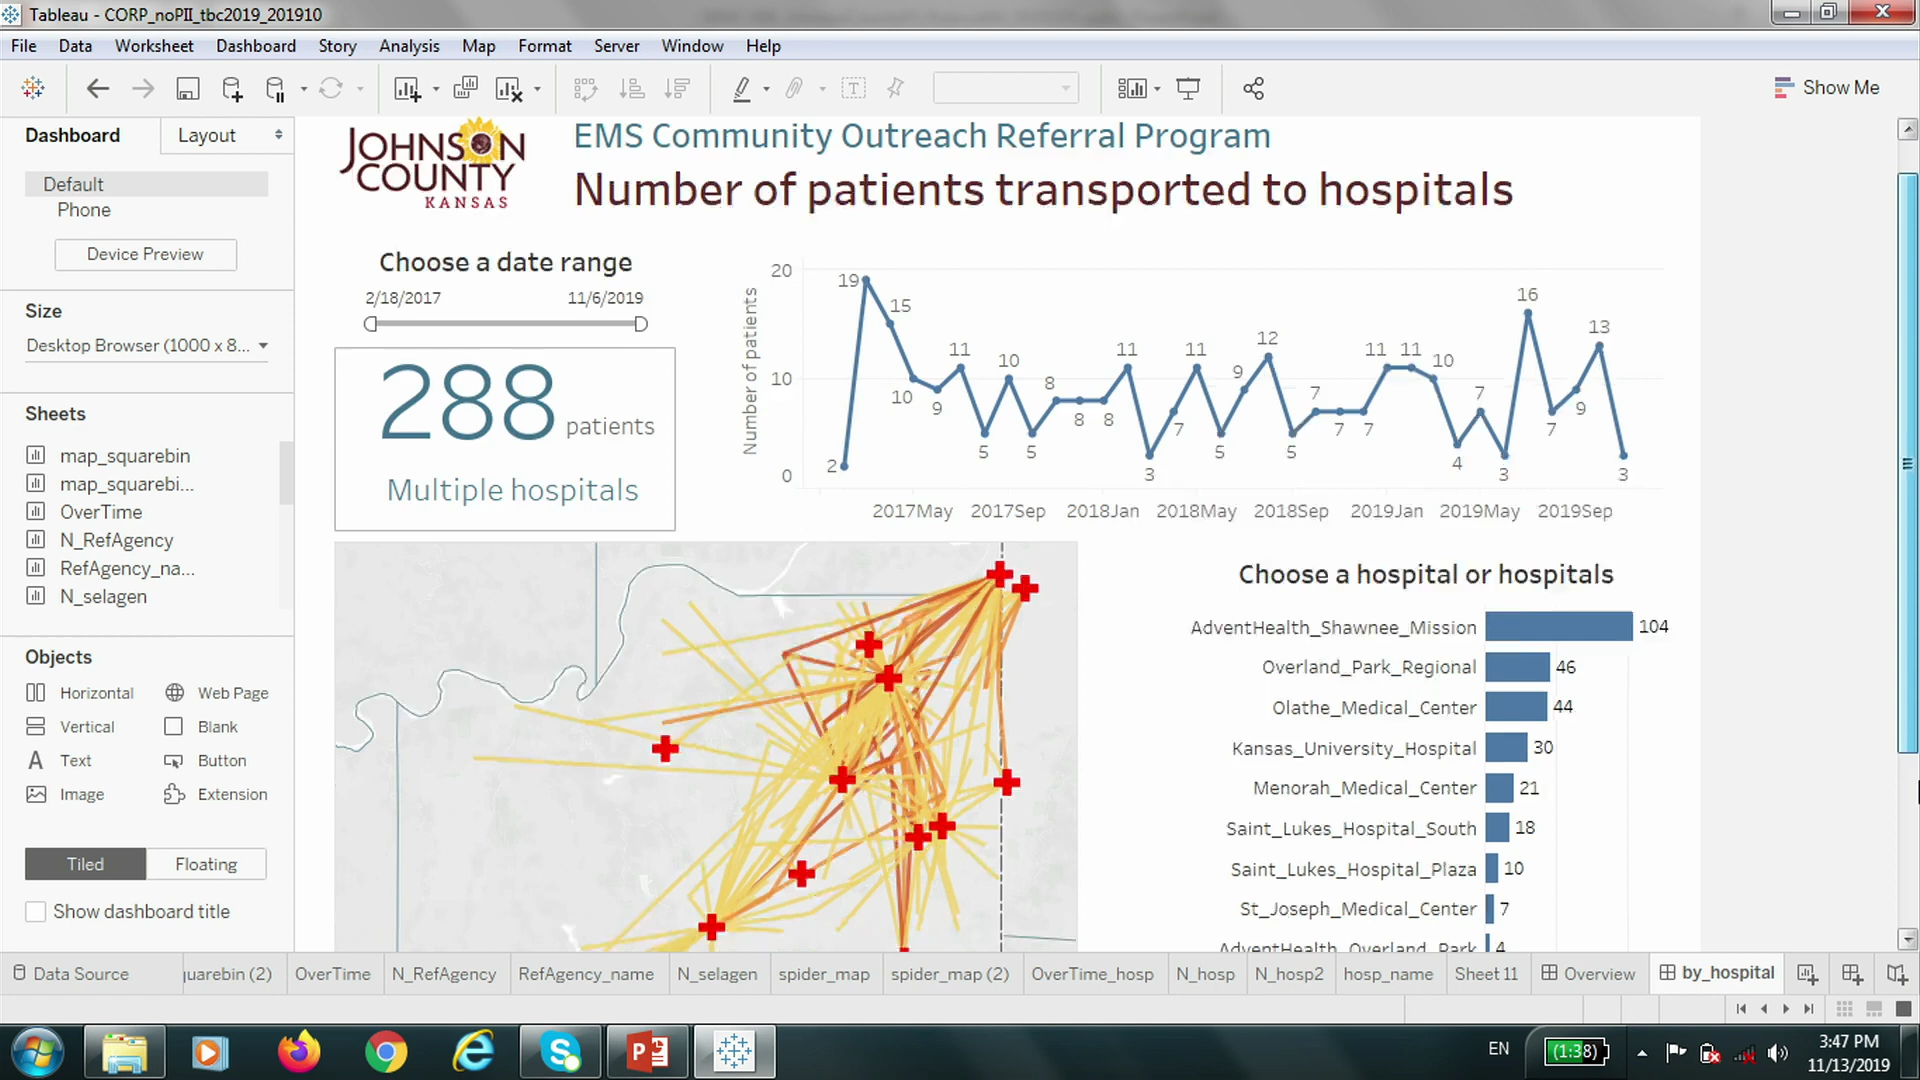 Tableau - CORP_noPII_tbc2019_201910
File Data Worksheet Dashboard Story Analysis Map Format Server Window Help
Show Me
Dashboard Layout
Default
Phone
Device Preview
Size
Desktop Browser (1000 x 8...
Sheets
map_squarebin
map_squarebi...
OverTime
N_RefAgency
RefAgency_na...
N_selagen
Objects
Horizontal Web Page
Vertical Blank
Text Button
Image Extension
Tiled Floating
Show dashboard title
JOHNSON
COUNTY
KANSAS
EMS Community Outreach Referral Program
Number of patients transported to hospitals
Choose a date range
2/18/2017 11/6/2019
288 patients
Multiple hospitals
Number of patients
20
10
0
2 19 15 10 9 11 5 10 5 8 8 8 11 3 7 11 5 9 12 5 7 7 7 11 11 10 4 7 3 16 7 9 13 3
2017May 2017Sep 2018Jan 2018May 2018Sep 2019Jan 2019May 2019Sep
Choose a hospital or hospitals
AdventHealth_Shawnee_Mission 104
Overland_Park_Regional 46
Olathe_Medical_Center 44
Kansas_University_Hospital 30
Menorah_Medical_Center 21
Saint_Lukes_Hospital_South 18
Saint_Lukes_Hospital_Plaza 10
St_Joseph_Medical_Center 7
AdventHealth_Overland_Park 4
Data Source quarebin (2) OverTime N_RefAgency RefAgency_name N_selagen spider_map spider_map (2) OverTime_hosp N_hosp N_hosp2 hosp_name Sheet 11 Overview by_hospital
EN (1:38) 3:47 PM
11/13/2019